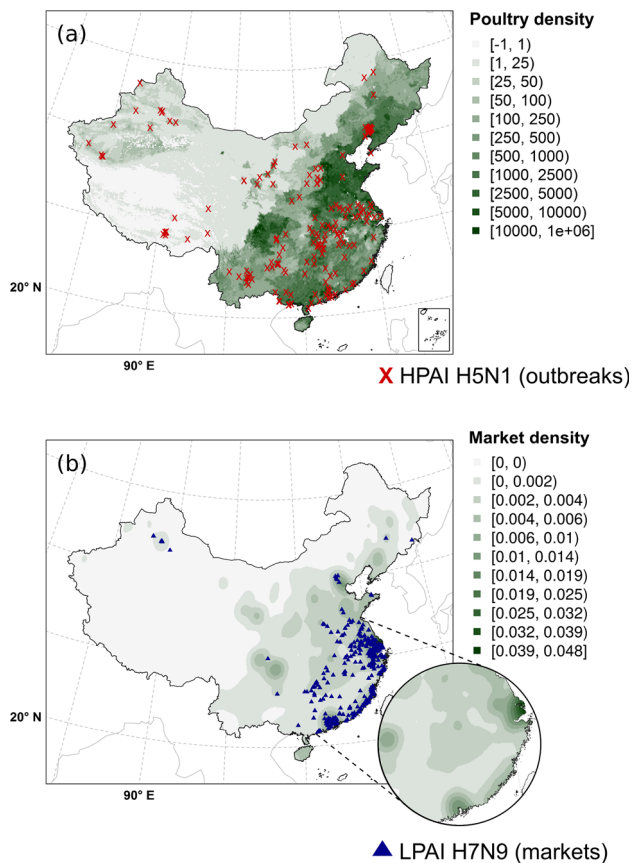 (a)
Poultry density
[-1, 1)
[1, 25)
[25, 50)
[50, 100)
[100, 250)
[250, 500)
[500, 1000)
[1000, 2500)
[2500, 5000)
[5000, 10000)
[10000, 1e+06]
20° N
90° E
X HPAI H5N1 (outbreaks)
(b)
Market density
[0, 0)
[0, 0.002)
[0.002, 0.004)
[0.004, 0.006)
[0.006, 0.01)
[0.01, 0.014)
[0.014, 0.019)
[0.019, 0.025)
[0.025, 0.032)
[0.032, 0.039)
[0.039, 0.048]
20° N
90° E
LPAI H7N9 (markets)